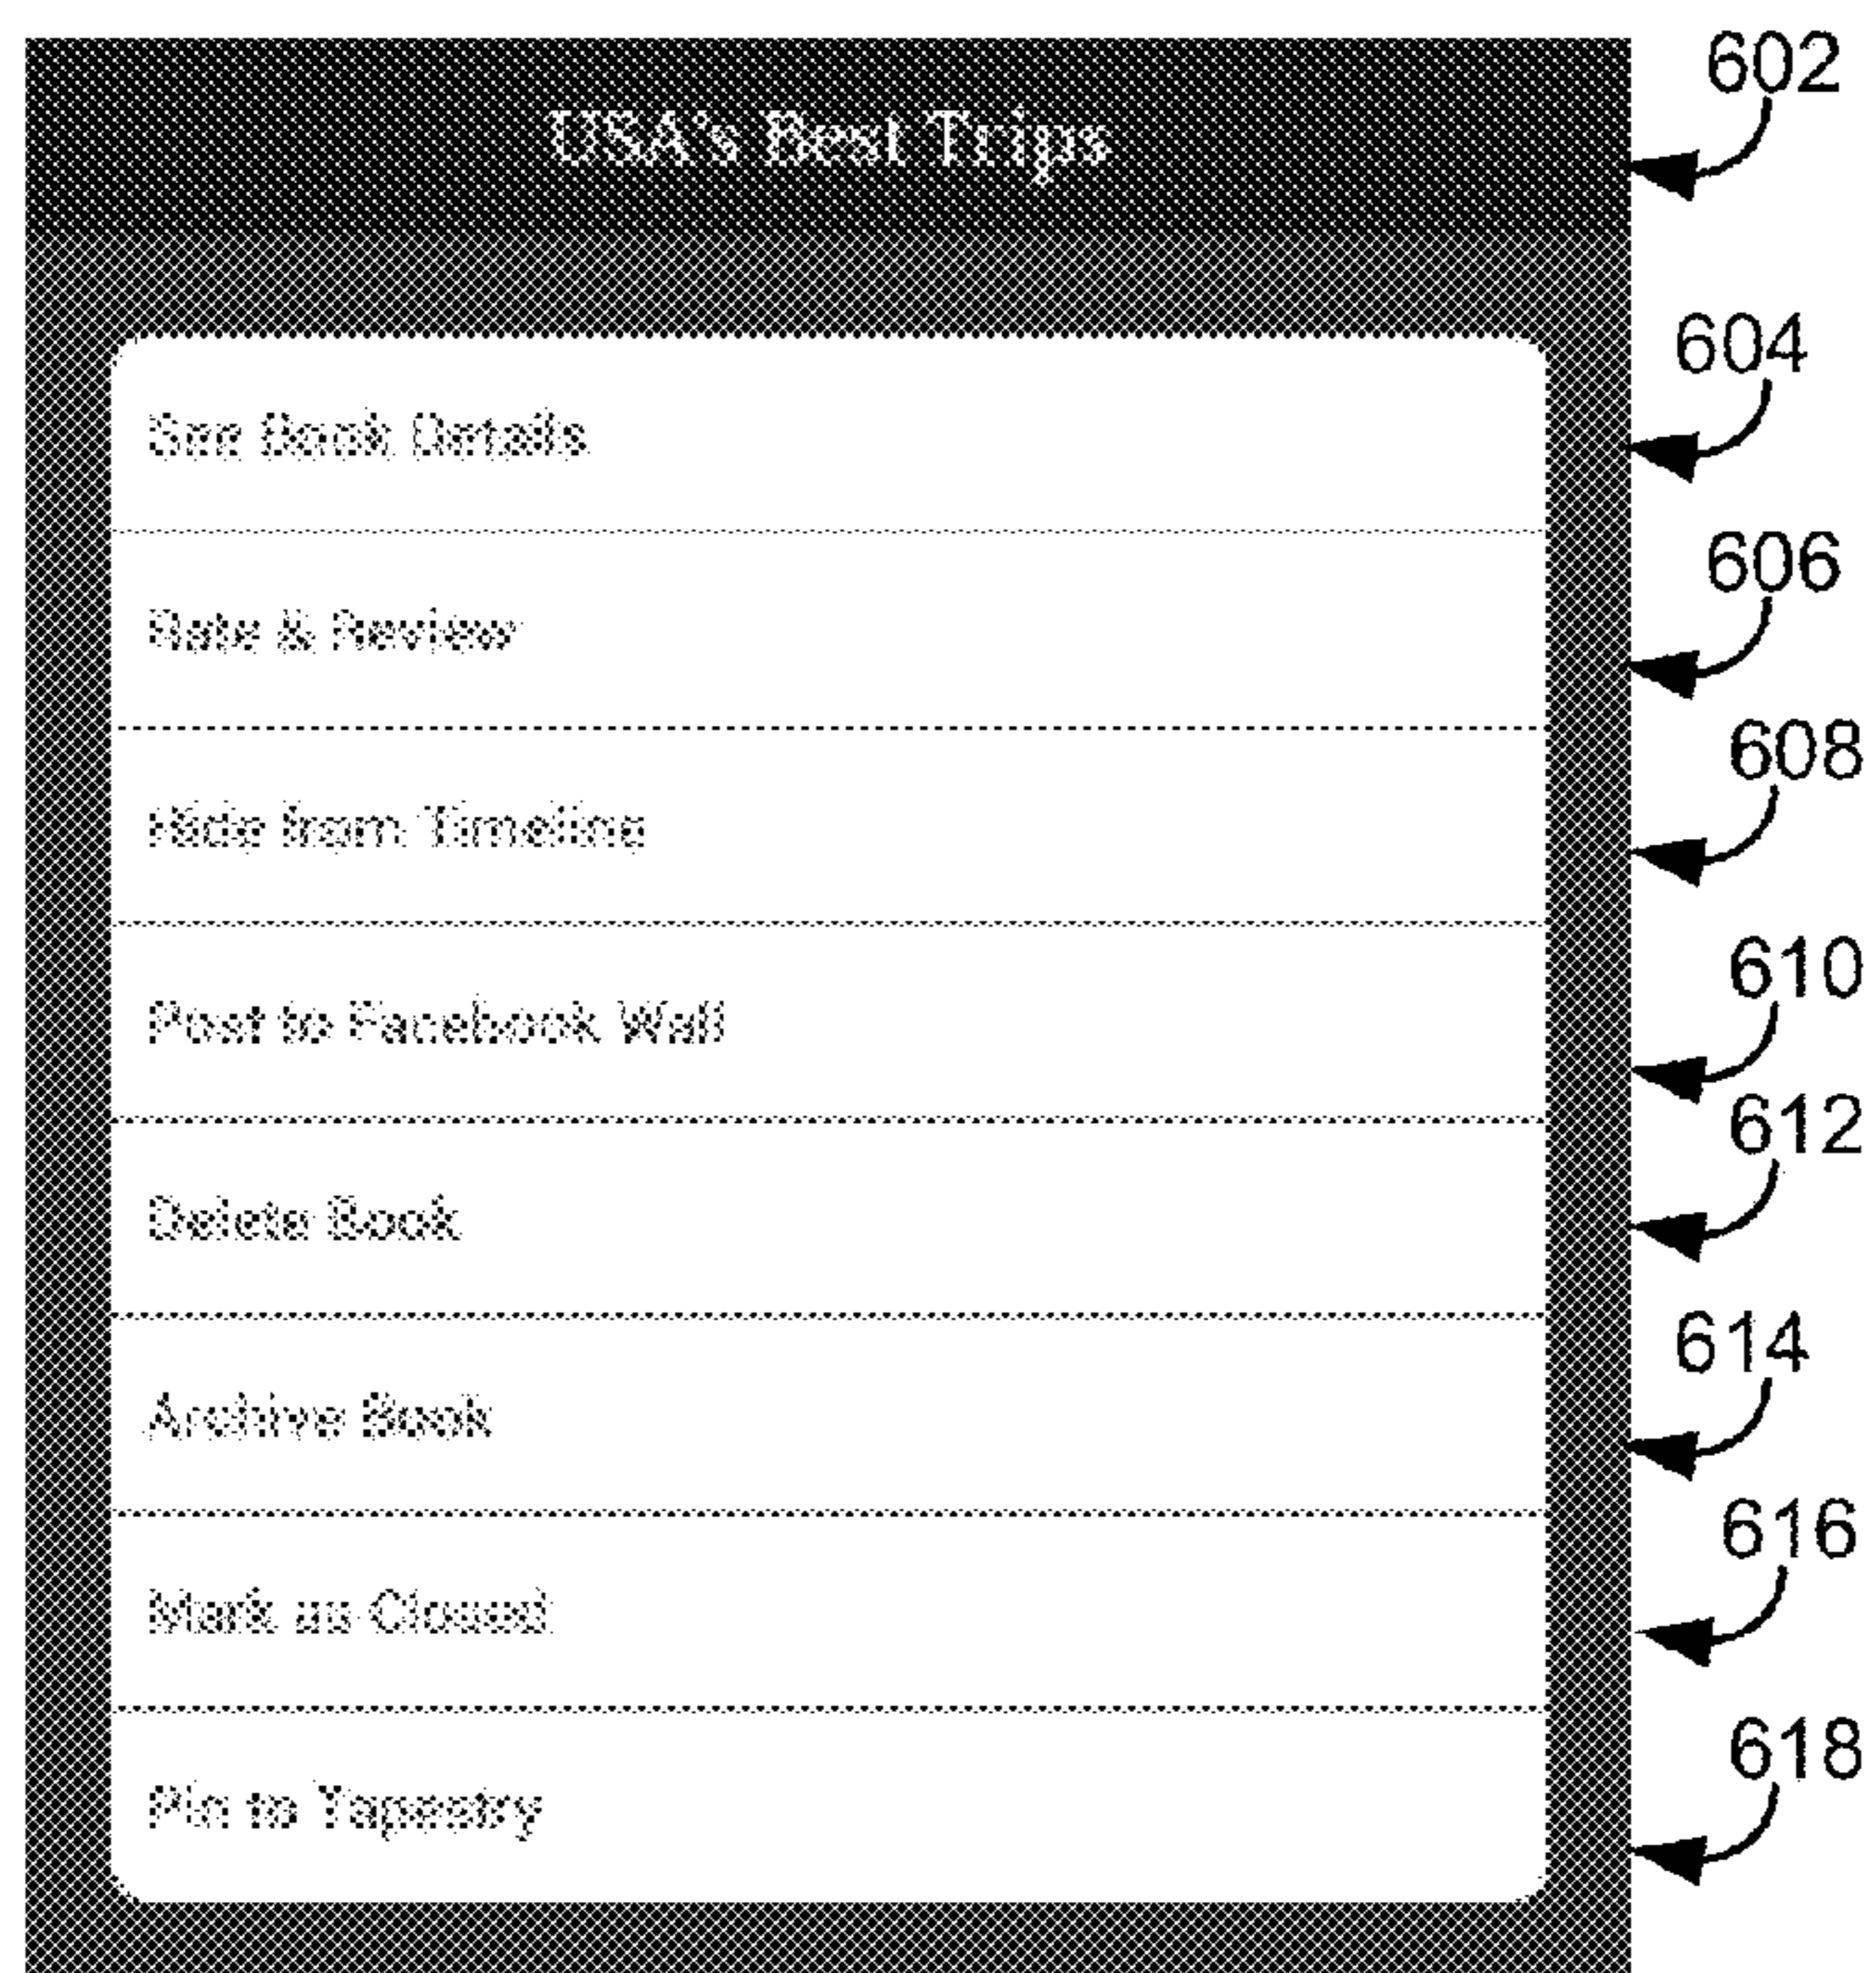 602
USA's Best Trips
604
See Book Details
606
Rate & Review
608
Hide from Timeline
610
Post to Facebook Wall
612
Delete Book
614
Archive Book
616
Mark as Closed
618
Pin to Tapestry